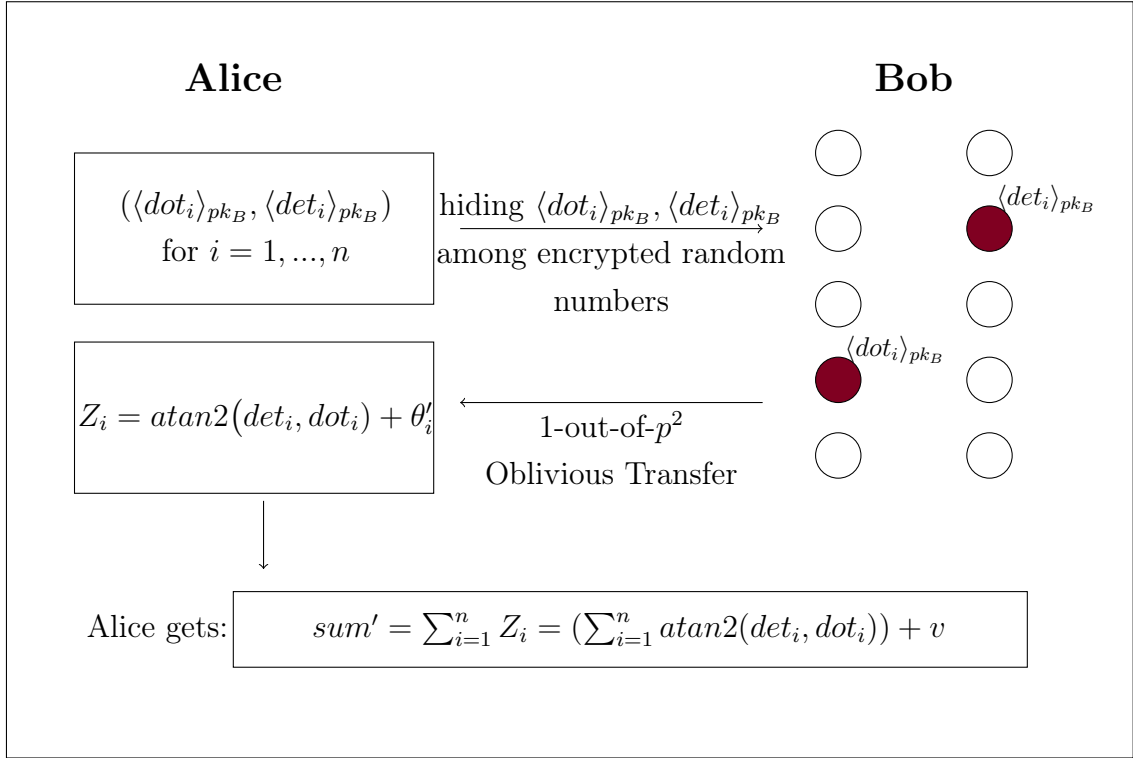 Alice
Bob
(⟨dot_i⟩_{pk_B}, ⟨det_i⟩_{pk_B})
for i = 1, ..., n
hiding ⟨dot_i⟩_{pk_B}, ⟨det_i⟩_{pk_B}
among encrypted random
numbers
⟨det_i⟩_{pk_B}
⟨dot_i⟩_{pk_B}
Z_i = atan2(det_i, dot_i) + θ'_i
1-out-of-p^2
Oblivious Transfer
Alice gets:
sum' = ∑_{i=1}^{n} Z_i = (∑_{i=1}^{n} atan2(det_i, dot_i)) + v